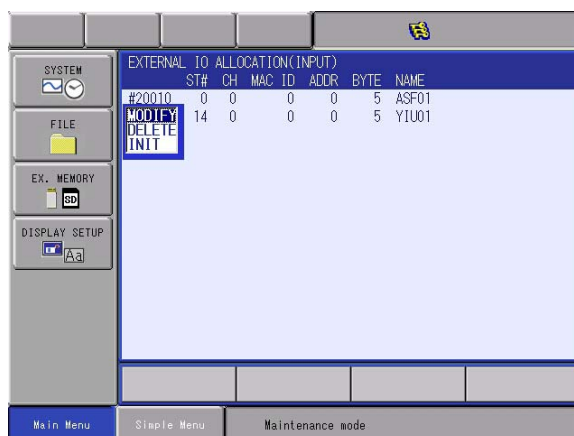 EXTERNAL IO ALLOCATION(INPUT)
ST# CH MAC ID ADDR BYTE NAME
#20010 0 0 0 0 5 ASF01
MODIFY 14 0 0 0 5 YIU01
DELETE
INIT
SYSTEM
FILE
EX. MEMORY
SD
DISPLAY SETUP
Aa
Main Menu
Simple Menu
Maintenance mode